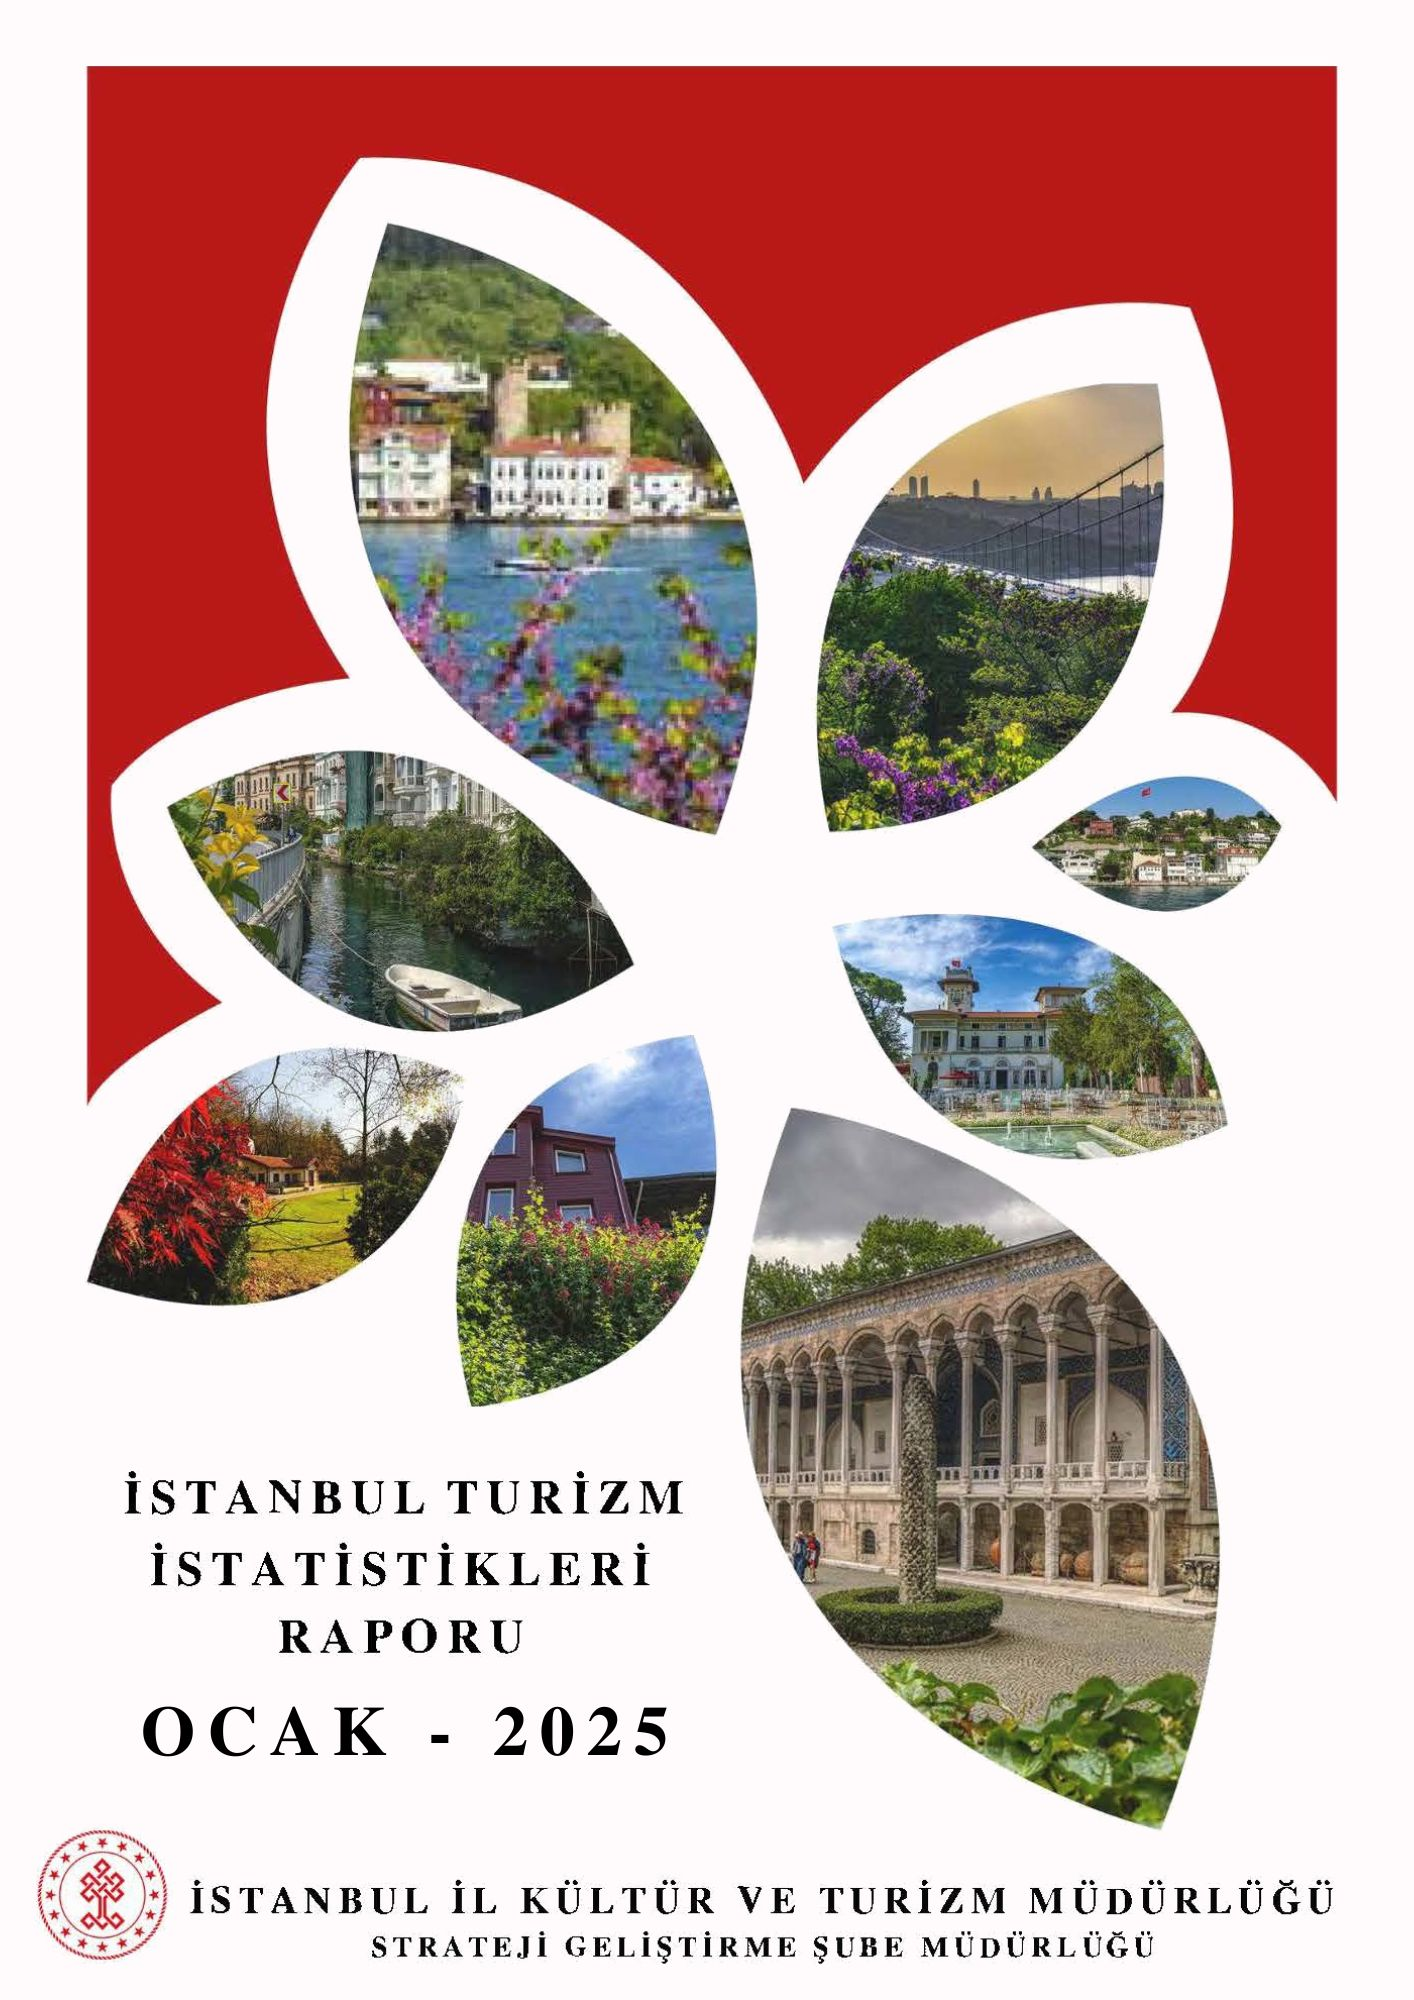 İSTANBUL TURİZM
İSTATİSTİKLERİ
RAPORU
OCAK - 2025
İSTANBUL İL KÜLTÜR VE TURİZM MÜDÜRLÜĞÜ
STRATEJİ GELİŞTİRME ŞUBE MÜDÜRLÜĞÜ